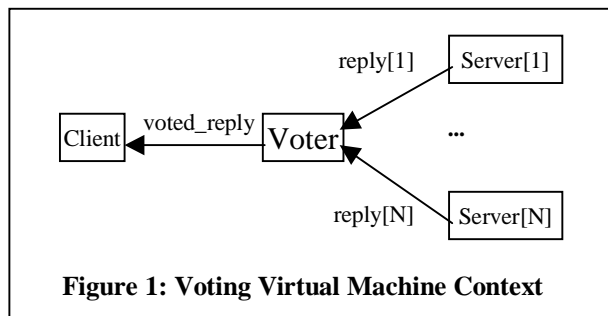 reply[1]
Server[1]
voted_reply
Client
Voter
...
reply[N]
Server[N]
Figure 1: Voting Virtual Machine Context